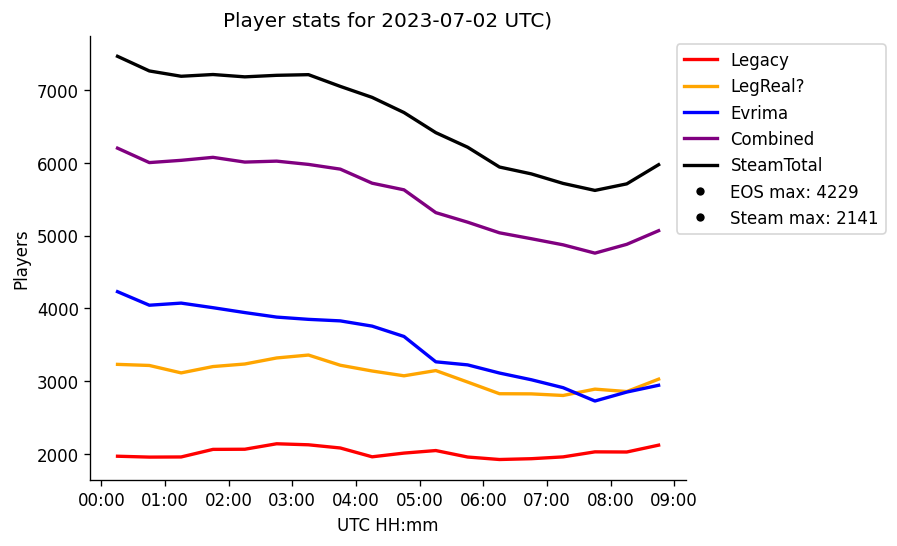 Player stats for 2023-07-02 UTC)
Legacy
LegReal?
Evrima
Combined
SteamTotal
EOS max: 4229
Steam max: 2141
Players
7000
6000
5000
4000
3000
2000
00:00 01:00 02:00 03:00 04:00 05:00 06:00 07:00 08:00 09:00
UTC HH:mm